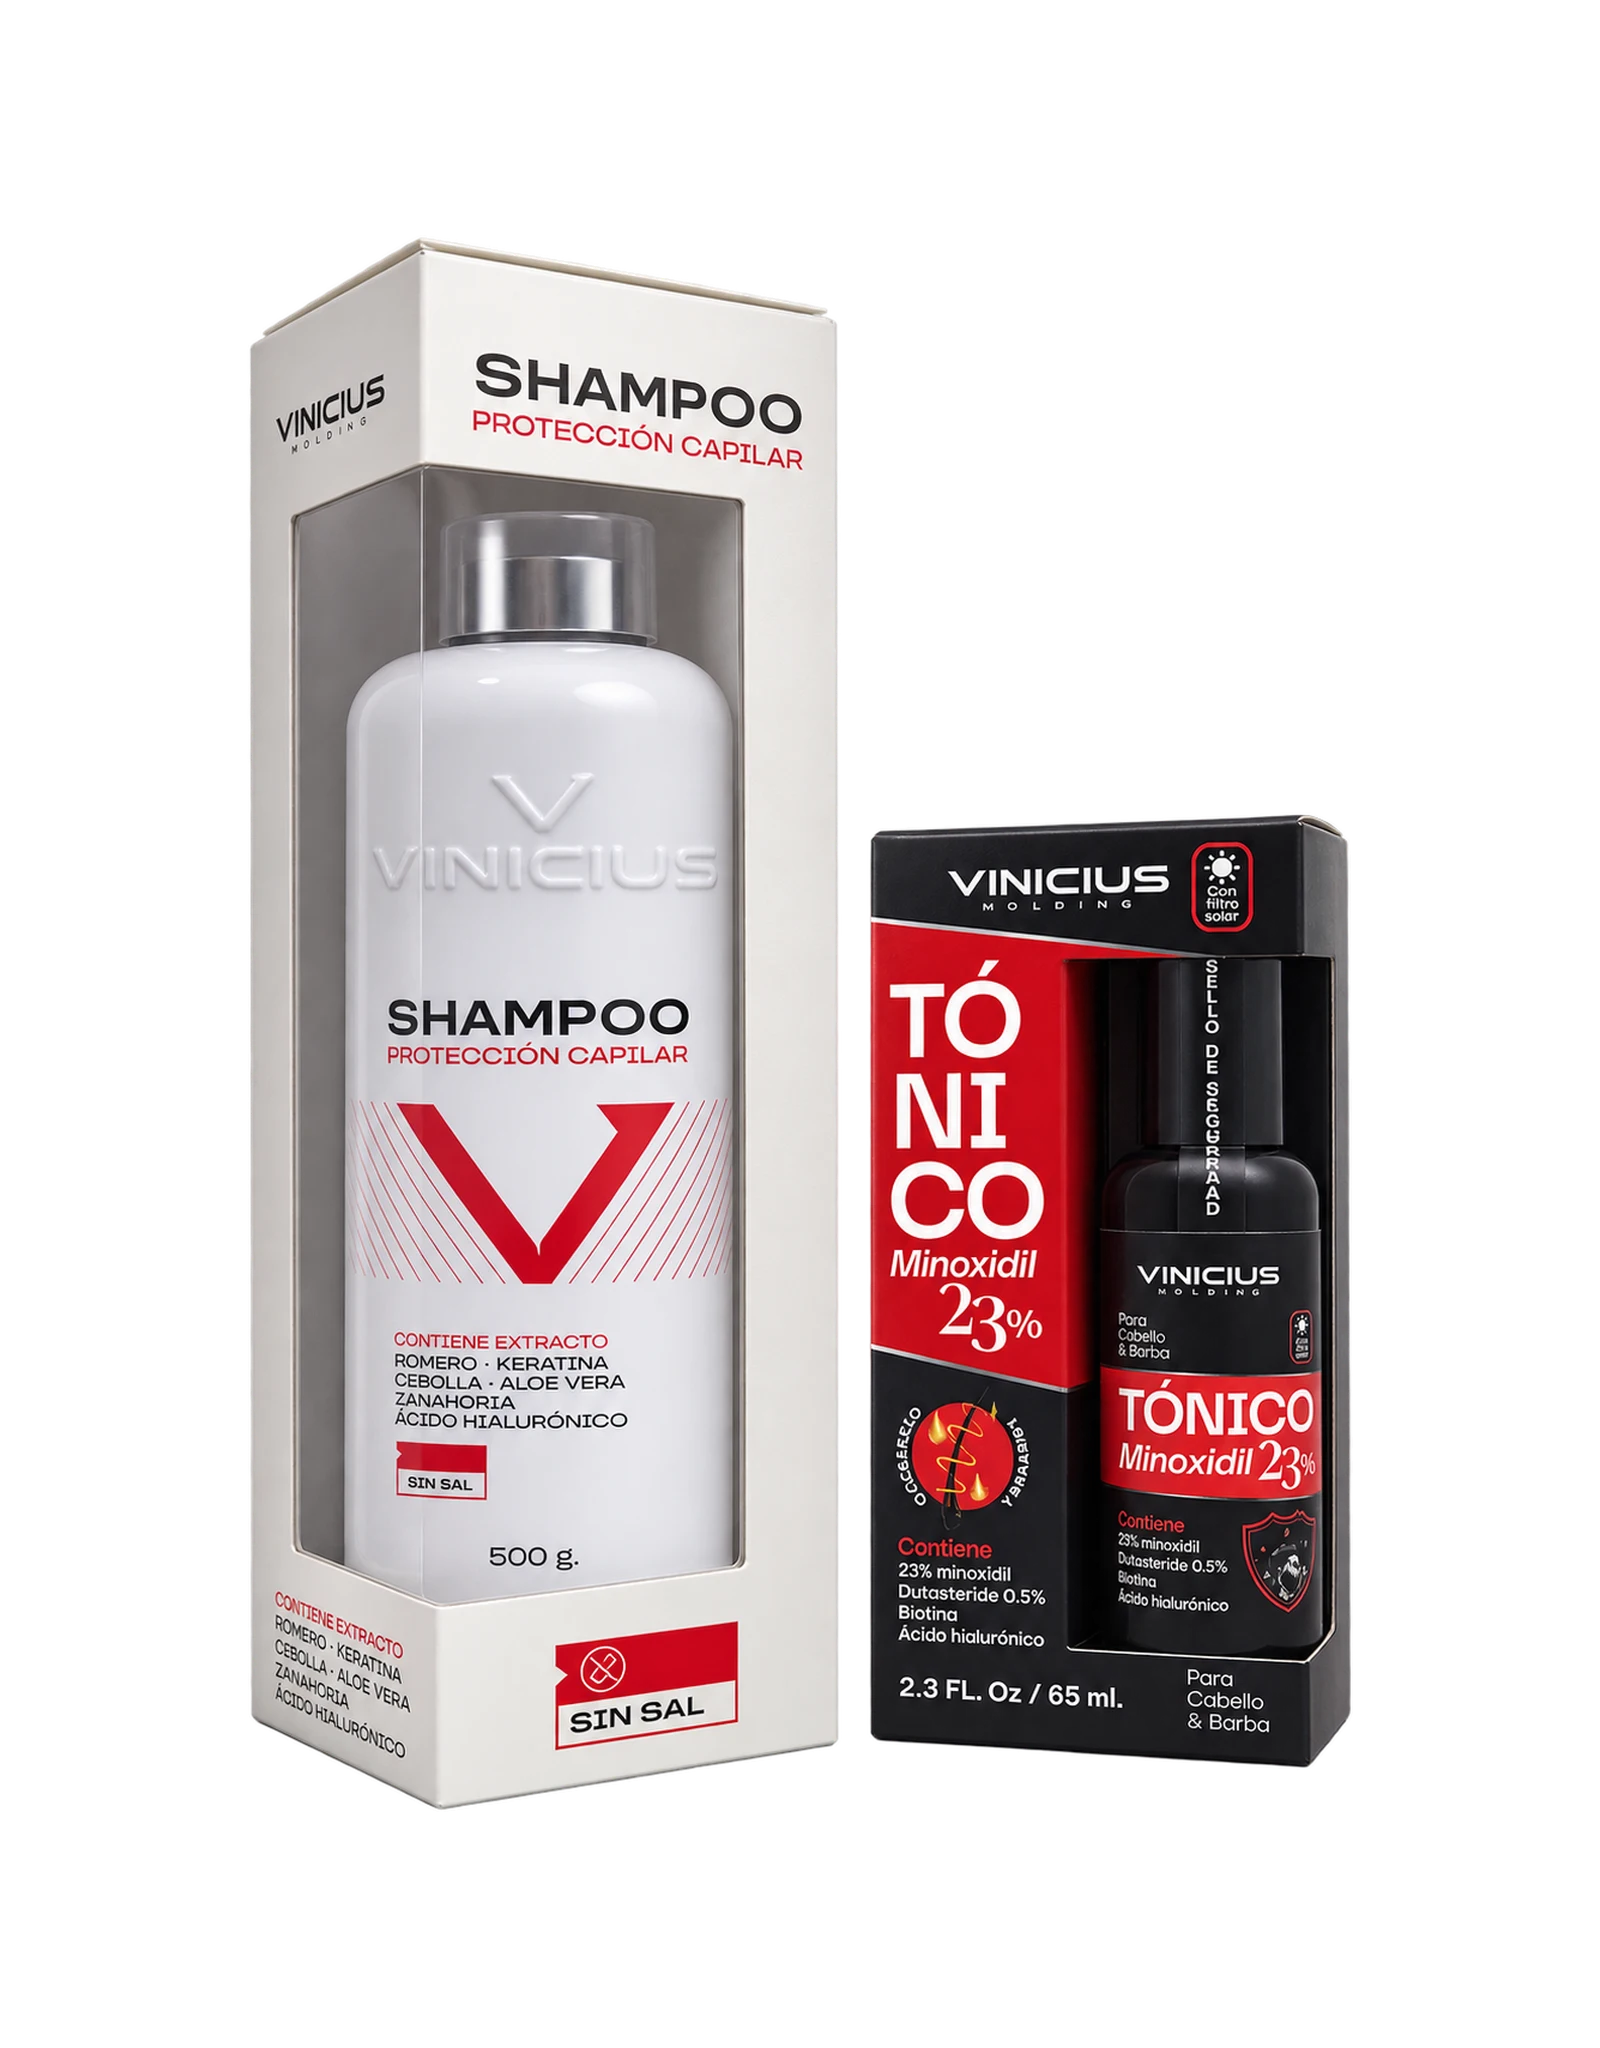 VINICIUS
MOLDING
SHAMPOO
PROTECCIÓN CAPILAR
V
VINICIUS
SHAMPOO
PROTECCIÓN CAPILAR
V
CONTIENE EXTRACTO
ROMERO · KERATINA
CEBOLLA · ALOE VERA
ZANAHORIA
ÁCIDO HIALURÓNICO
SIN SAL
500 g.
CONTIENE EXTRACTO
ROMERO · KERATINA
CEBOLLA · ALOE VERA
ZANAHORIA
ÁCIDO HIALURÓNICO
SIN SAL
VINICIUS
MOLDING
Con
filtro
solar
TÓ
NI
CO
Minoxidil
23%
Contiene
23% minoxidil
Dutasteride 0.5%
Biotina
Ácido hialurónico
2.3 FL. Oz / 65 ml.
Para
Cabello
& Barba
SELLO DE
VINICIUS
MOLDING
Para
Cabello
& Barba
TÓNICO
Minoxidil 23%
Contiene
23% minoxidil
Dutasteride 0.5%
Biotina
Ácido hialurónico